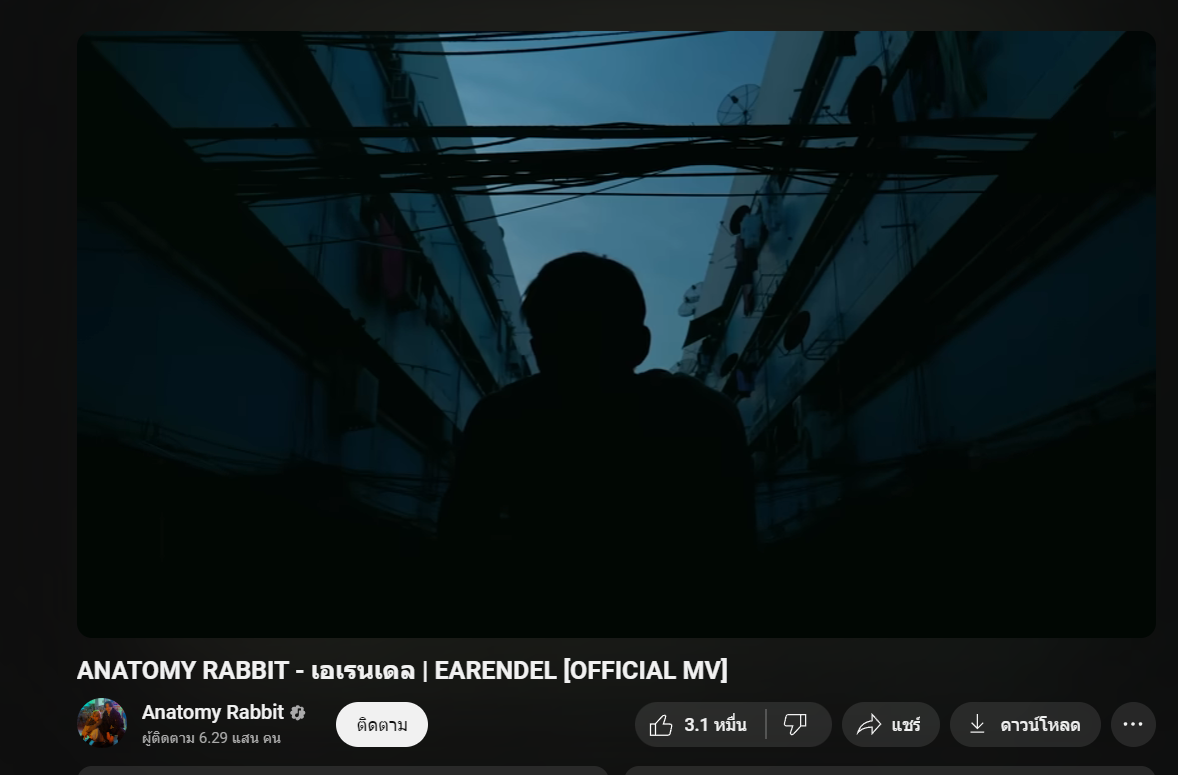 ANATOMY RABBIT - เอเรนเดล | EARENDEL [OFFICIAL MV]
Anatomy Rabbit
ผู้ติดตาม 6.29 แสน คน
ติดตาม
3.1 หมื่น
แชร์
ดาวน์โหลด